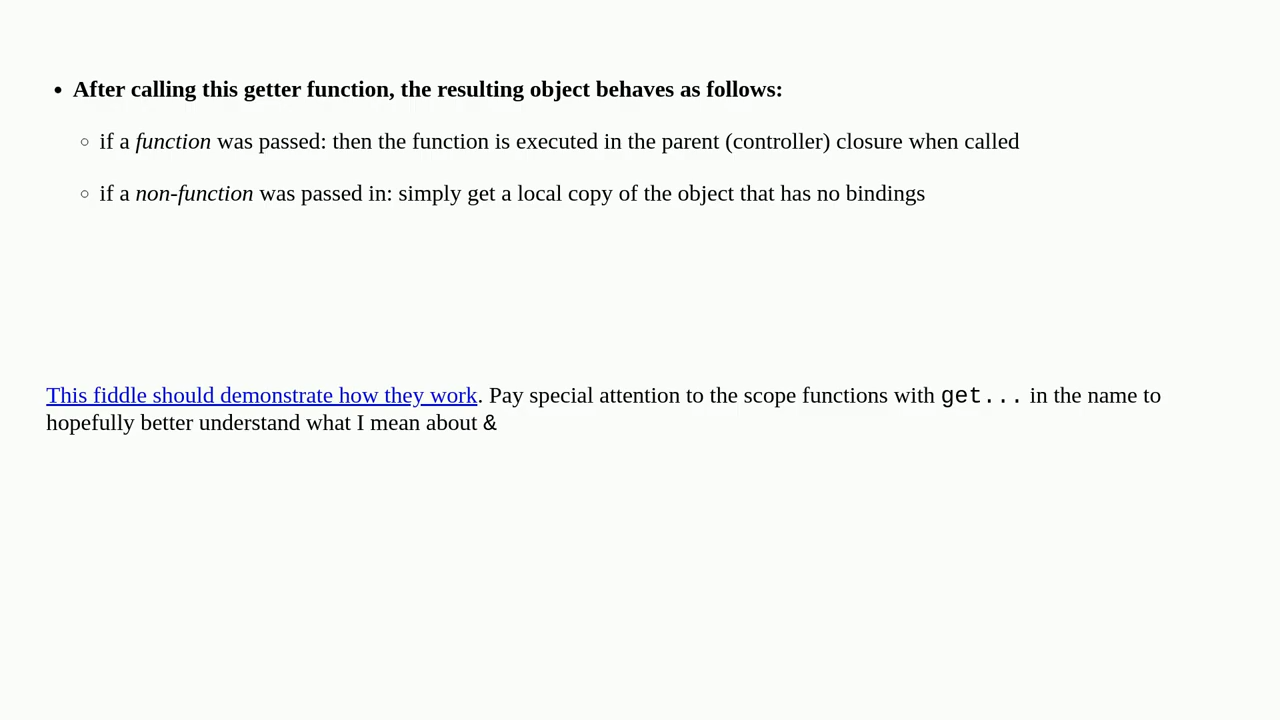 • After calling this getter function, the resulting object behaves as follows:
○ if a function was passed: then the function is executed in the parent (controller) closure when called
○ if a non-function was passed in: simply get a local copy of the object that has no bindings
This fiddle should demonstrate how they work. Pay special attention to the scope functions with get... in the name to
hopefully better understand what I mean about &